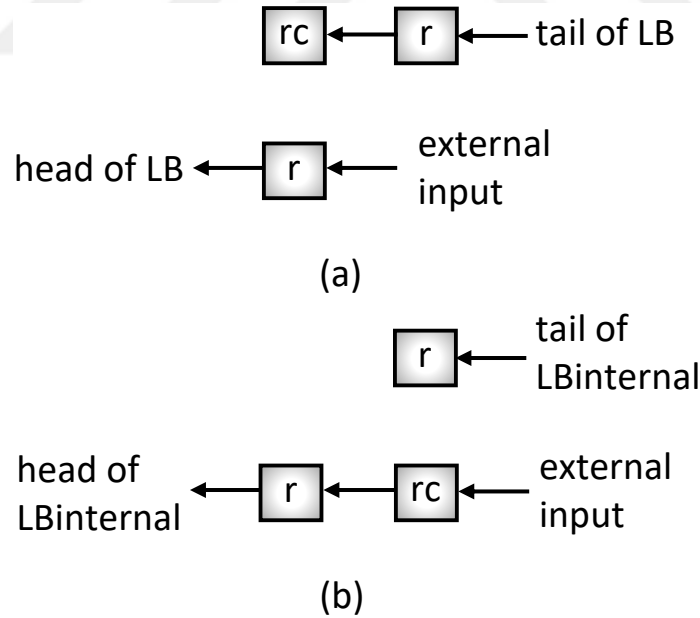 rc r tail of LB
head of LB r external
input
(a)
r tail of
LBinternal
head of
LBinternal r rc external
input
(b)